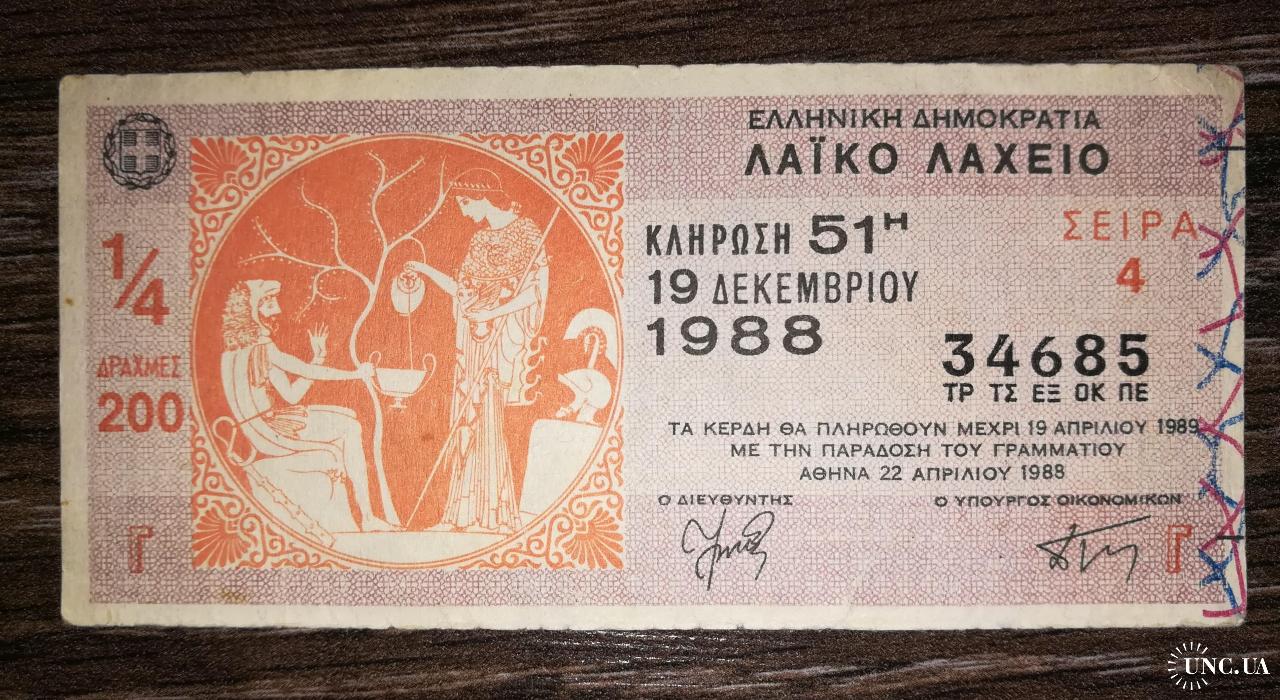 ΕΛΛΗΝΙΚΗ ΔΗΜΟΚΡΑΤΙΑ
ΛΑΪΚΟ ΛΑΧΕΙΟ
1/4
ΔΡΑΧΜΕΣ
200
Γ
ΚΛΗΡΩΣΗ 51Η
19 ΔΕΚΕΜΒΡΙΟΥ
1988
ΣΕΙΡΑ
4
34685
ΤΡ ΤΣ ΕΞ ΟΚ ΠΕ
ΤΑ ΚΕΡΔΗ ΘΑ ΠΛΗΡΩΘΟΥΝ ΜΕΧΡΙ 19 ΑΠΡΙΛΙΟΥ 1989
ΜΕ ΤΗΝ ΠΑΡΑΔΟΣΗ ΤΟΥ ΓΡΑΜΜΑΤΙΟΥ
ΑΘΗΝΑ 22 ΑΠΡΙΛΙΟΥ 1988
Ο ΔΙΕΥΘΥΝΤΗΣ
Ο ΥΠΟΥΡΓΟΣ ΟΙΚΟΝΟΜΙΚΩΝ
Γ
UNC.UA